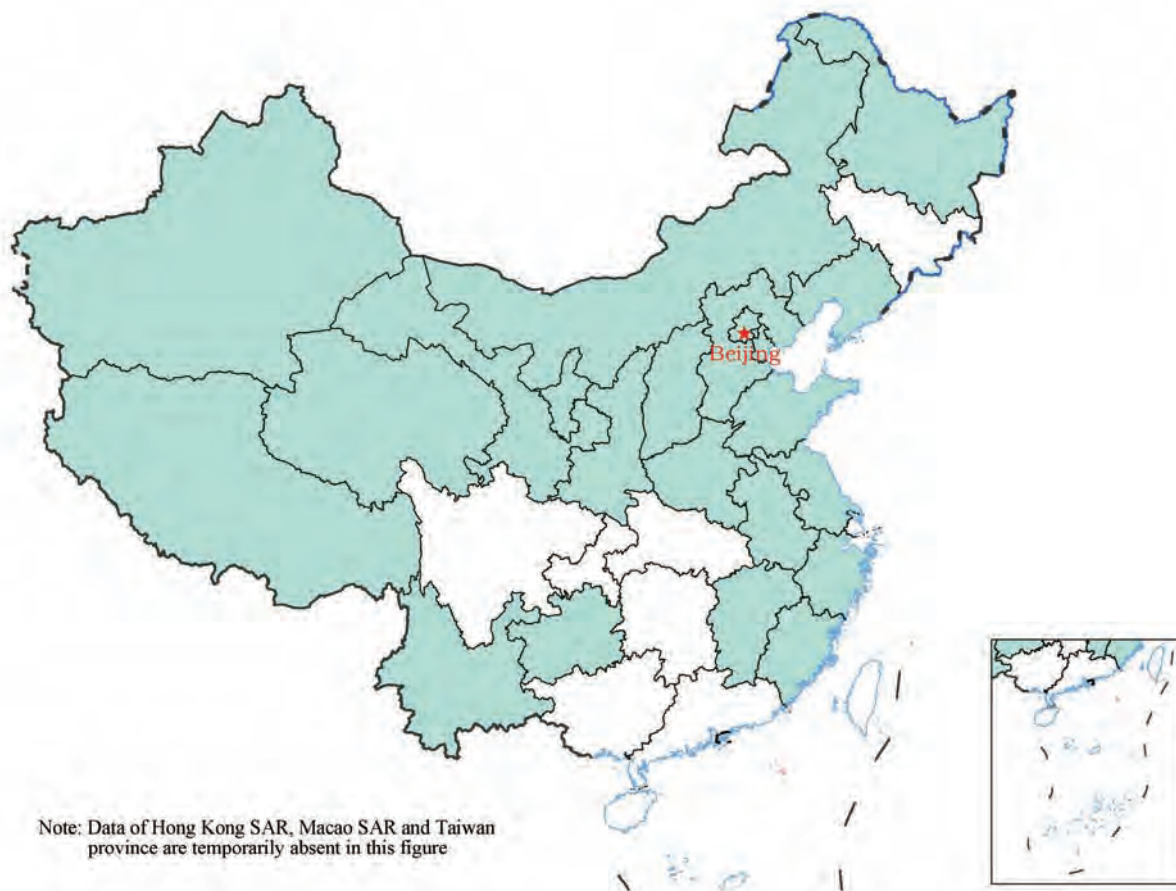 Beijing
Note: Data of Hong Kong SAR, Macao SAR and Taiwan
province are temporarily absent in this figure